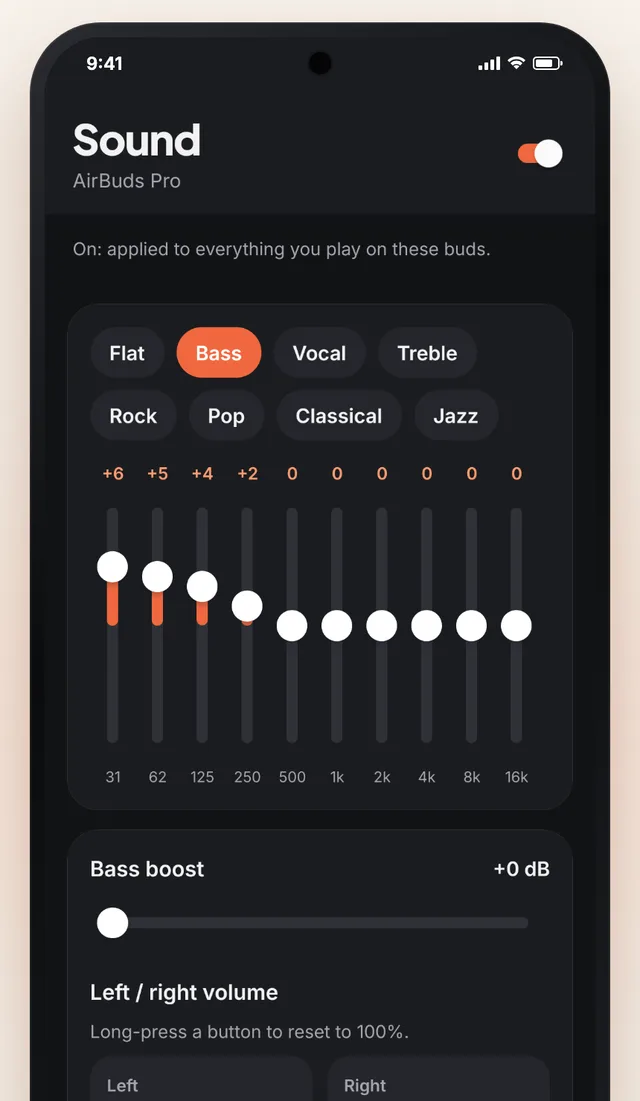 9:41
Sound
AirBuds Pro
On: applied to everything you play on these buds.
Flat Bass Vocal Treble
Rock Pop Classical Jazz
+6 +5 +4 +2 0 0 0 0 0 0
31 62 125 250 500 1k 2k 4k 8k 16k
Bass boost +0 dB
Left / right volume
Long-press a button to reset to 100%.
Left Right